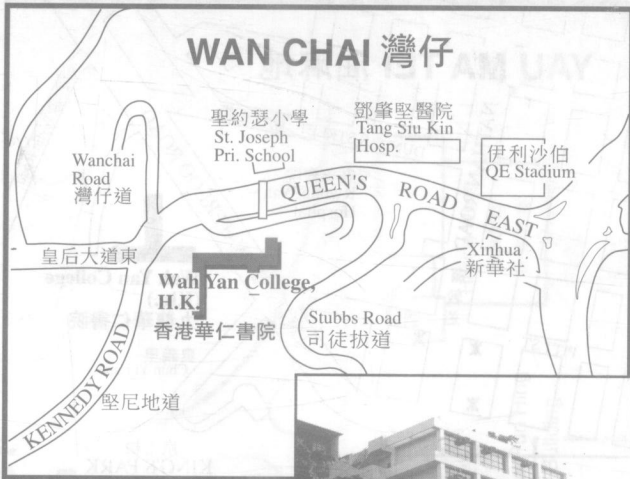 WAN CHAI 灣仔
聖約瑟小學
St. Joseph
Pri. School
鄧肇堅醫院
Tang Siu Kin
Hosp.
伊利沙伯
QE Stadium
Wanchai
Road
灣仔道
QUEEN'S ROAD EAST
皇后大道東
Xinhua
新華社
Wah Yan College,
H.K.
香港華仁書院
Stubbs Road
司徒拔道
KENNEDY ROAD
堅尼地道